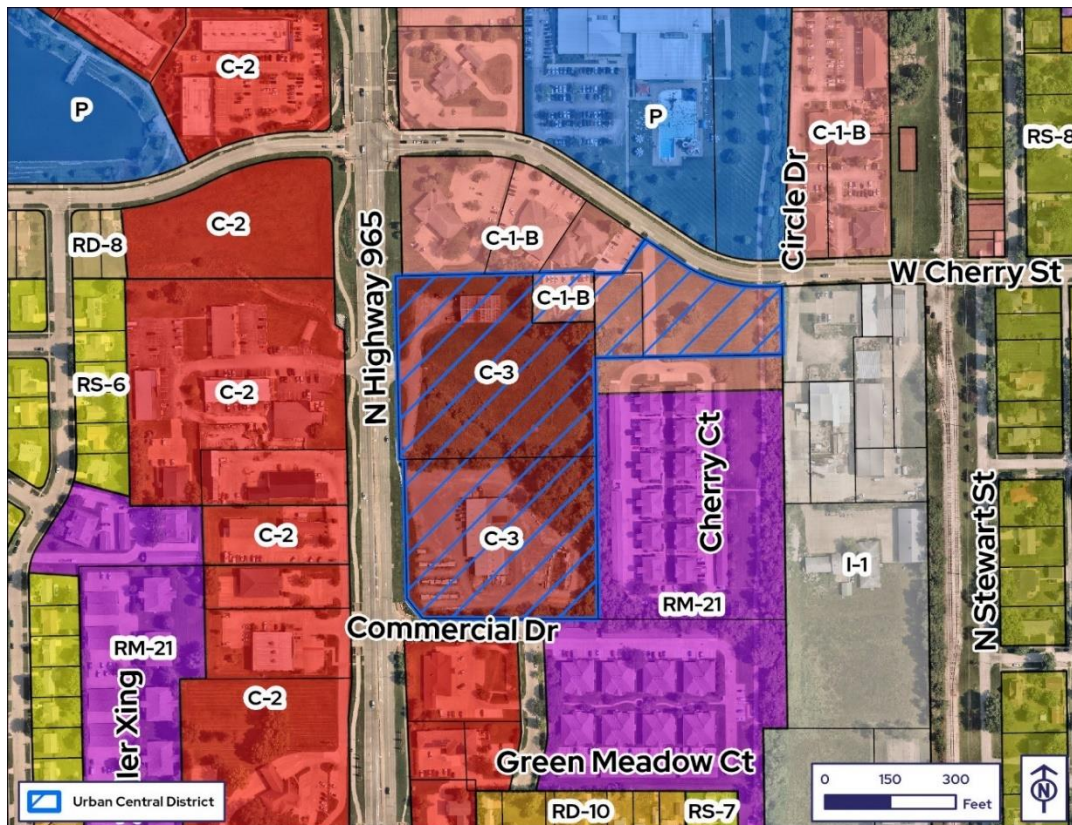 C-2
P
P
C-1-B
RS-8
Circle Dr
C-2
RD-8
C-1-B
W Cherry St
C-1-B
N Highway 965
RS-6
C-2
C-3
Cherry Ct
C-2
C-3
I-1
N Stewart St
RM-21
Commercial Dr
RM-21
C-2
ler Xing
Green Meadow Ct
Urban Central District
0 150 300
Feet
N
RD-10
RS-7